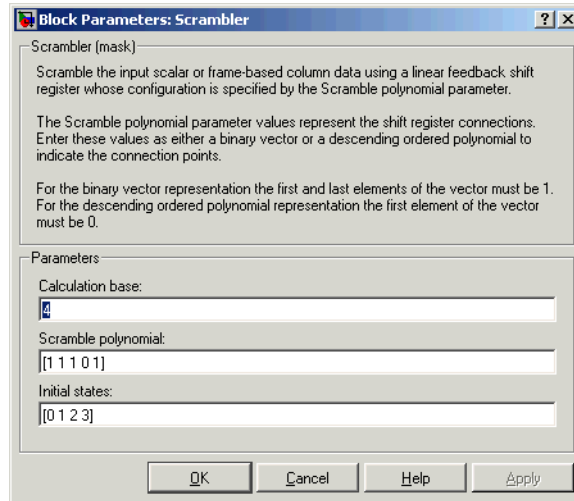 Block Parameters: Scrambler
Scrambler (mask)
Scramble the input scalar or frame-based column data using a linear feedback shift
register whose configuration is specified by the Scramble polynomial parameter.
The Scramble polynomial parameter values represent the shift register connections.
Enter these values as either a binary vector or a descending ordered polynomial to
indicate the connection points.
For the binary vector representation the first and last elements of the vector must be 1.
For the descending ordered polynomial representation the first element of the vector
must be 0.
Parameters
Calculation base:
4
Scramble polynomial:
[1 1 1 0 1]
Initial states:
[0 1 2 3]
OK Cancel Help Apply